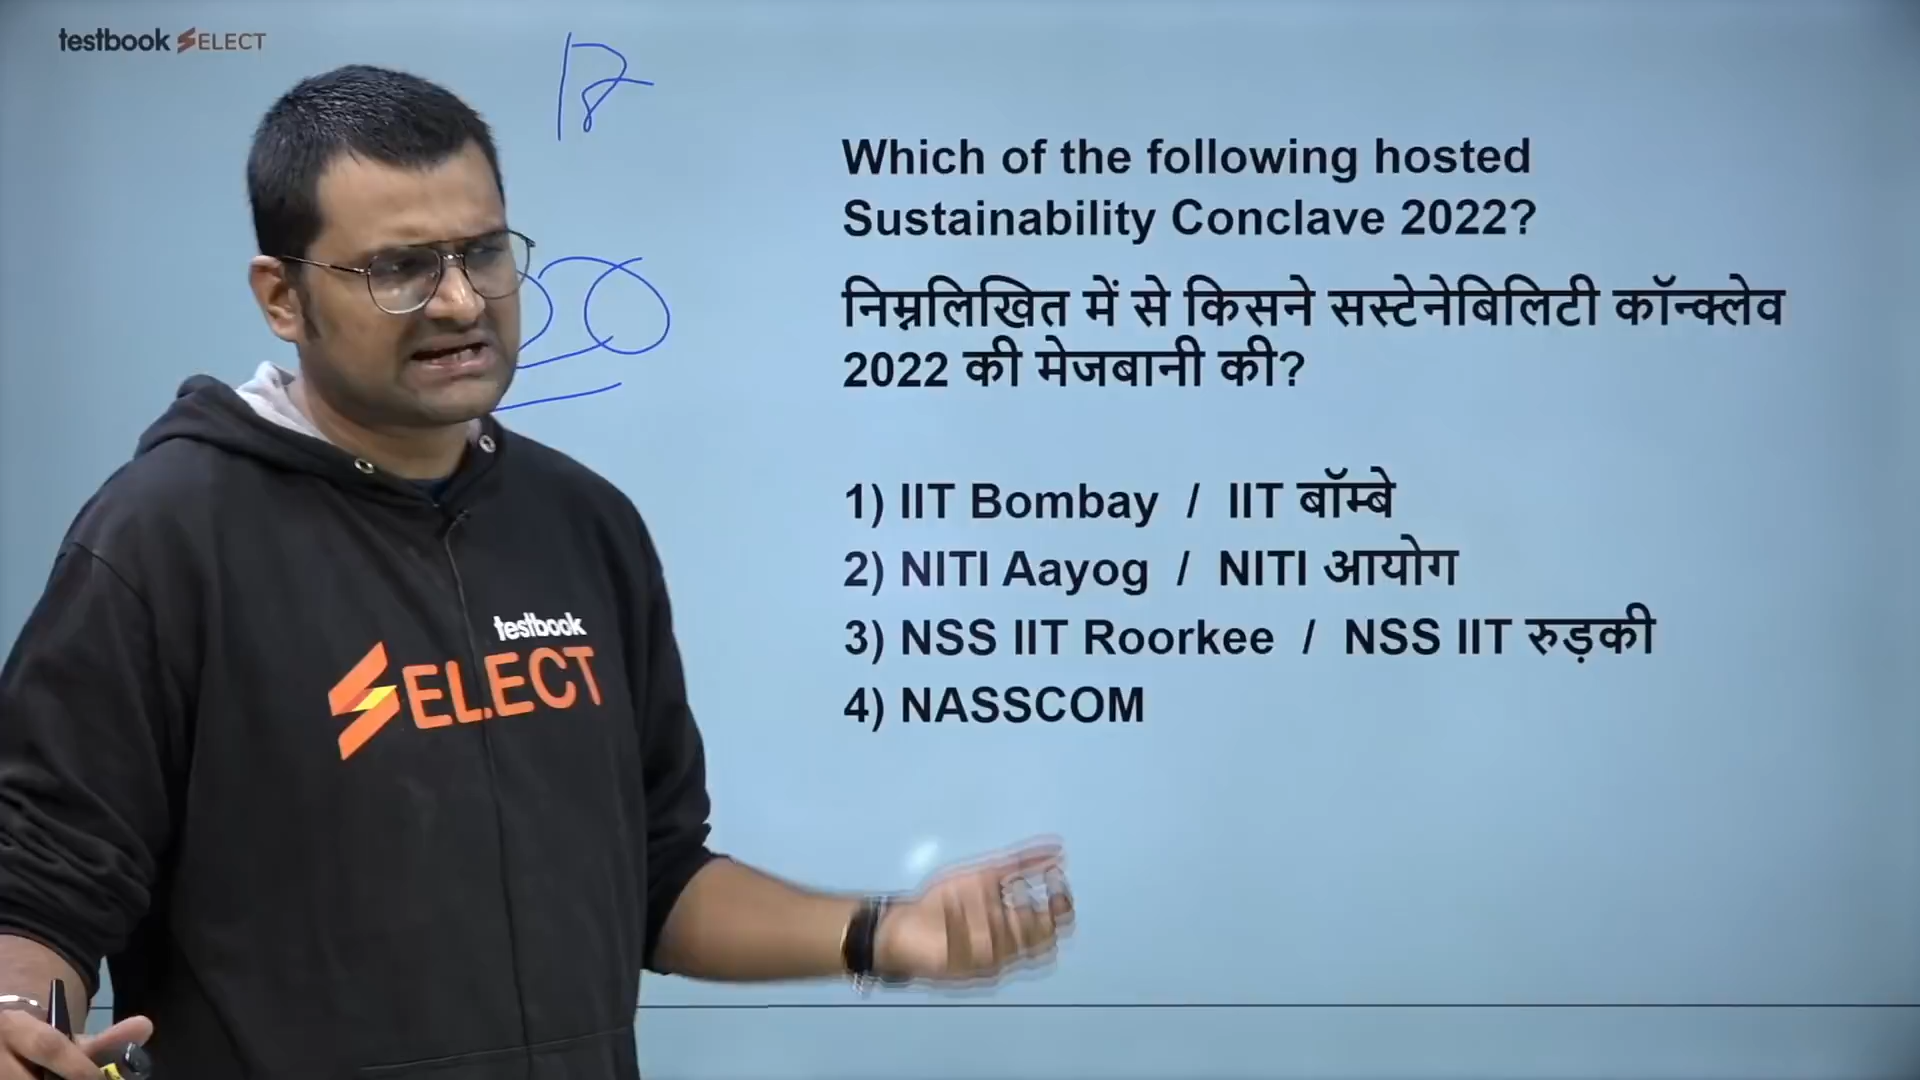 testbook SELECT
Which of the following hosted
Sustainability Conclave 2022?
निम्नलिखित में से किसने सस्टेनेबिलिटी कॉन्क्लेव
2022 की मेजबानी की?
1) IIT Bombay / IIT बॉम्बे
2) NITI Aayog / NITI आयोग
3) NSS IIT Roorkee / NSS IIT रुड़की
4) NASSCOM
testbook
SELECT